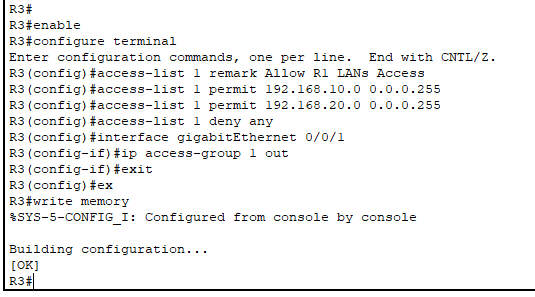 R3#
R3#enable
R3#configure terminal
Enter configuration commands, one per line.  End with CNTL/Z.
R3(config)#access-list 1 remark Allow R1 LANs Access
R3(config)#access-list 1 permit 192.168.10.0 0.0.0.255
R3(config)#access-list 1 permit 192.168.20.0 0.0.0.255
R3(config)#access-list 1 deny any
R3(config)#interface gigabitEthernet 0/0/1
R3(config-if)#ip access-group 1 out
R3(config-if)#exit
R3(config)#ex
R3#write memory
%SYS-5-CONFIG_I: Configured from console by console
Building configuration...
[OK]
R3#